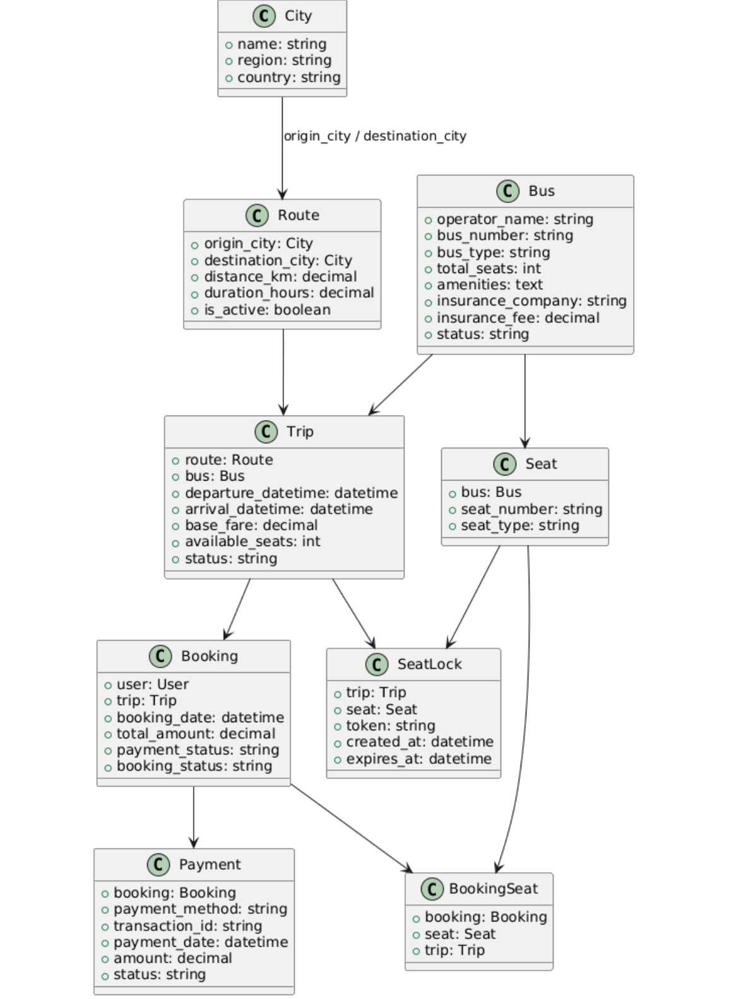 C City
name: string
region: string
country: string
origin_city / destination_city
C Bus
operator_name: string
bus_number: string
bus_type: string
total_seats: int
amenities: text
insurance_company: string
insurance_fee: decimal
status: string
C Route
origin_city: City
destination_city: City
distance_km: decimal
duration_hours: decimal
is_active: boolean
C Trip
route: Route
bus: Bus
departure_datetime: datetime
arrival_datetime: datetime
base_fare: decimal
available_seats: int
status: string
C Seat
bus: Bus
seat_number: string
seat_type: string
C Booking
user: User
trip: Trip
booking_date: datetime
total_amount: decimal
payment_status: string
booking_status: string
C SeatLock
trip: Trip
seat: Seat
token: string
created_at: datetime
expires_at: datetime
C Payment
booking: Booking
payment_method: string
transaction_id: string
payment_date: datetime
amount: decimal
status: string
C BookingSeat
booking: Booking
seat: Seat
trip: Trip